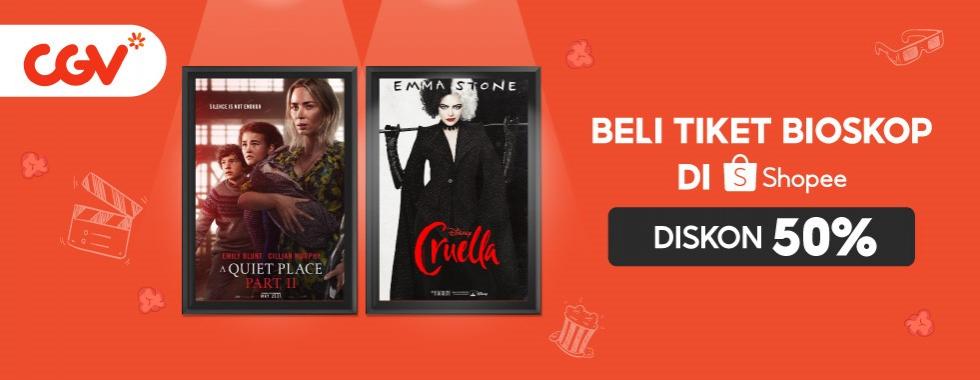 CGV
SILENCE IS NOT ENOUGH
EMILY BLUNT CILLIAN MURPHY
A QUIET PLACE
PART II
EMMA STONE
Disney
Cruella
Disney
BELI TIKET BIOSKOP
DI S Shopee
DISKON 50%